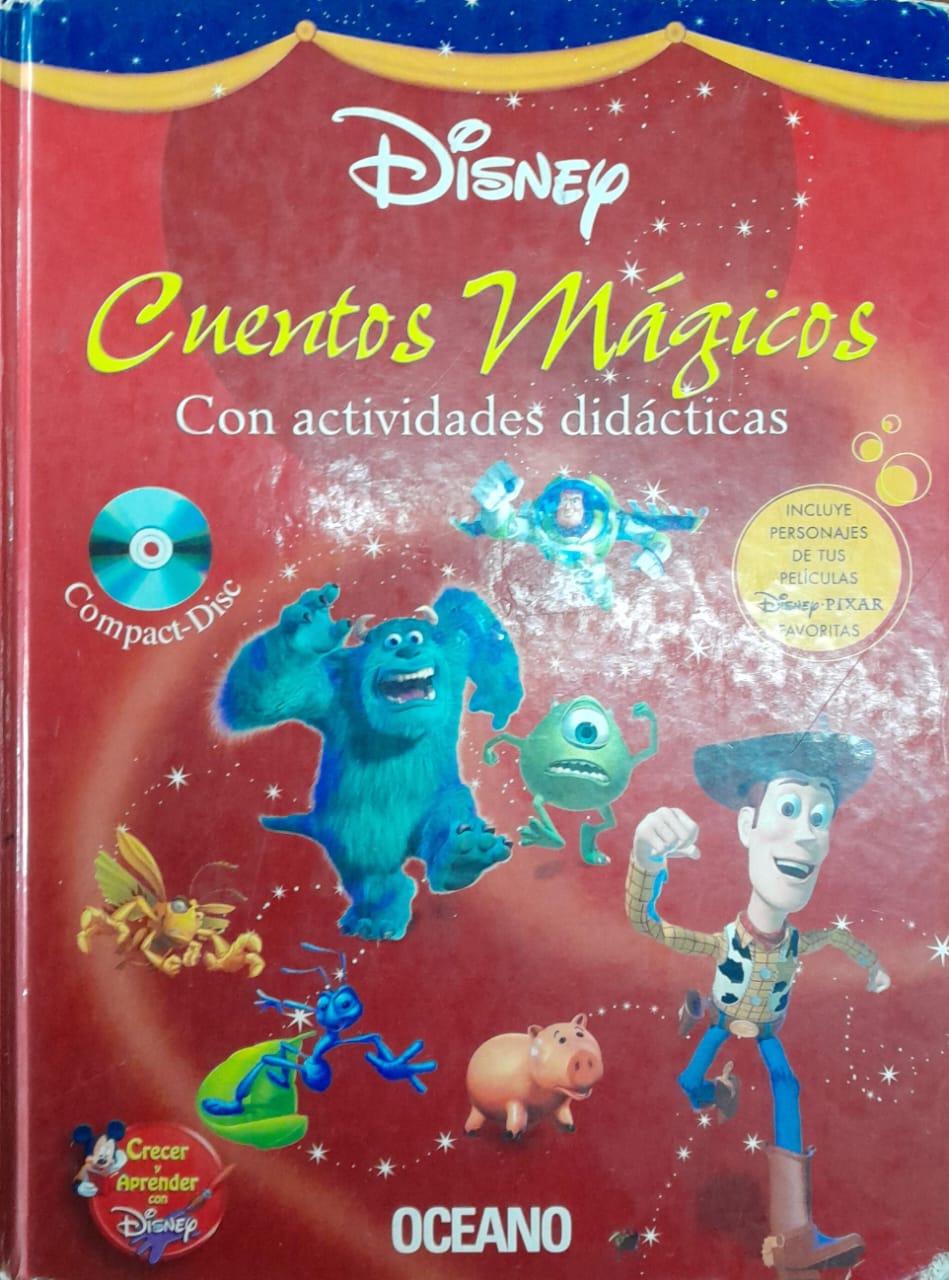 Disney
Cuentos Mágicos
Con actividades didácticas
Compact-Disc
INCLUYE
PERSONAJES
DE TUS
PELÍCULAS
Disney·PIXAR
FAVORITAS
Crecer
y
Aprender
con
Disney
OCEANO